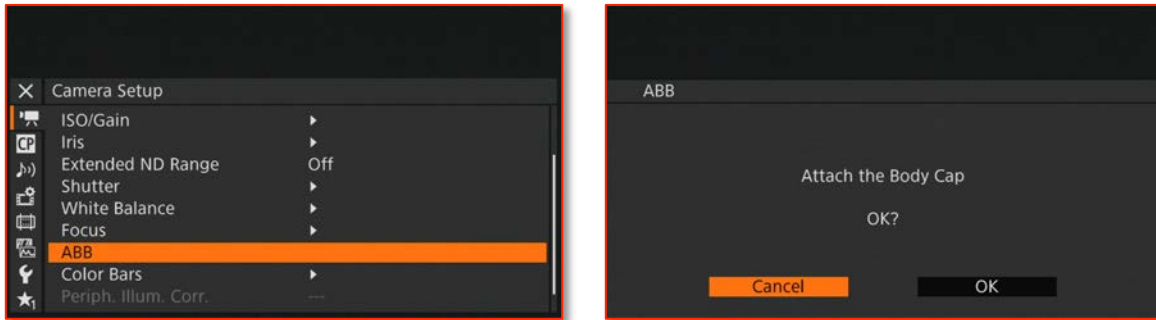 Camera Setup
ISO/Gain
Iris
Extended ND Range Off
Shutter
White Balance
Focus
ABB
Color Bars
Periph. Illum. Corr. ---
CP
1
ABB
Attach the Body Cap
OK?
Cancel OK